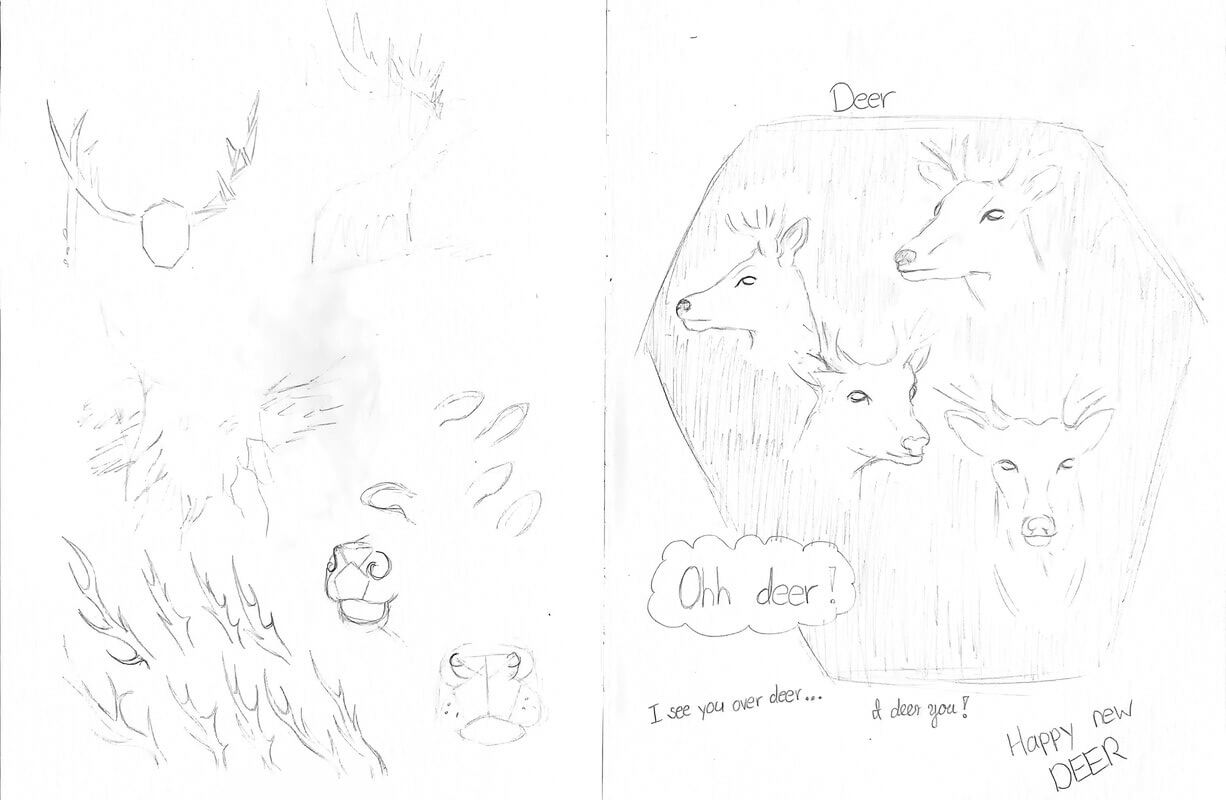 Deer
Ohh deer!
I see you over deer...
I deer you?
Happy new
DEER